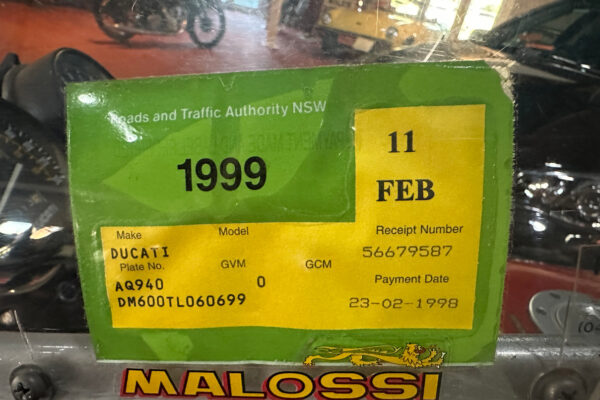 Roads and Traffic Authority NSW
1999
11
FEB
Make
Model
Receipt Number
DUCATI
56679587
Plate No.
GVM
GCM
Payment Date
AQ940
0
DM600TL060699
23-02-1998
MALOSSI